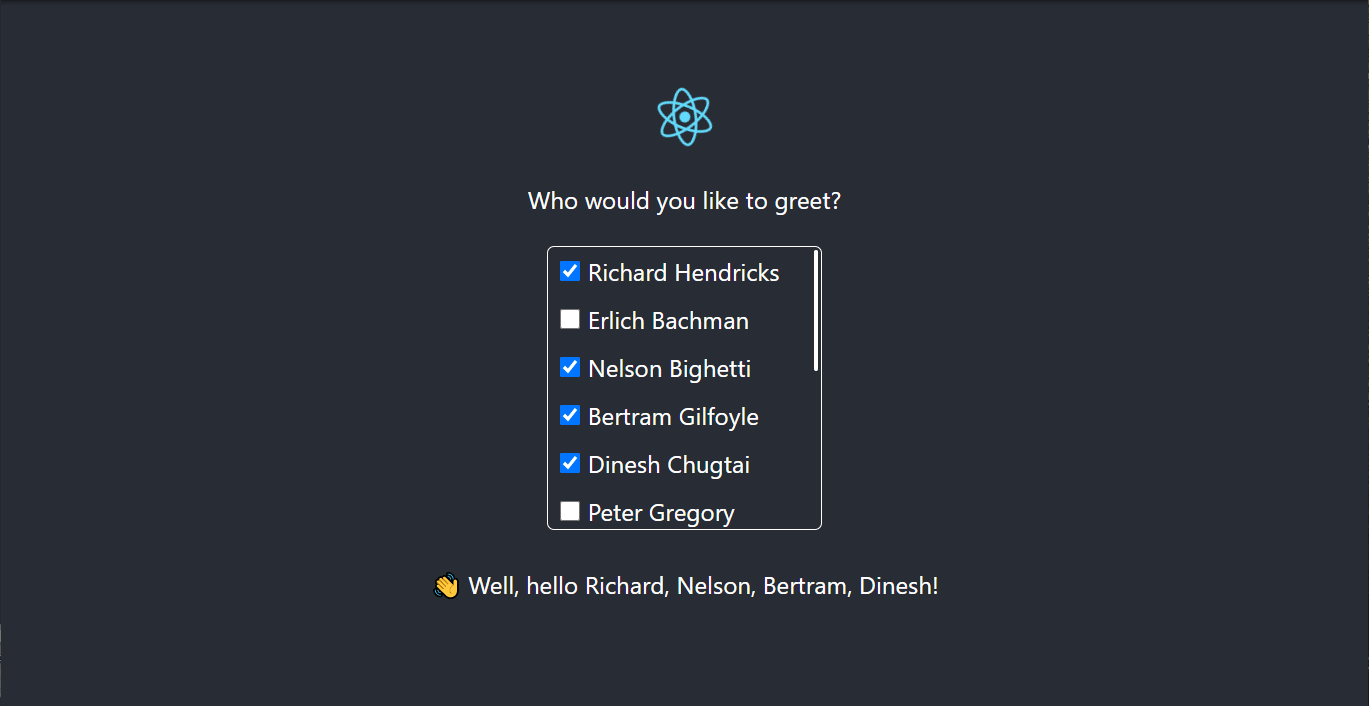 Who would you like to greet?
Richard Hendricks
Erlich Bachman
Nelson Bighetti
Bertram Gilfoyle
Dinesh Chugtai
Peter Gregory
👋 Well, hello Richard, Nelson, Bertram, Dinesh!